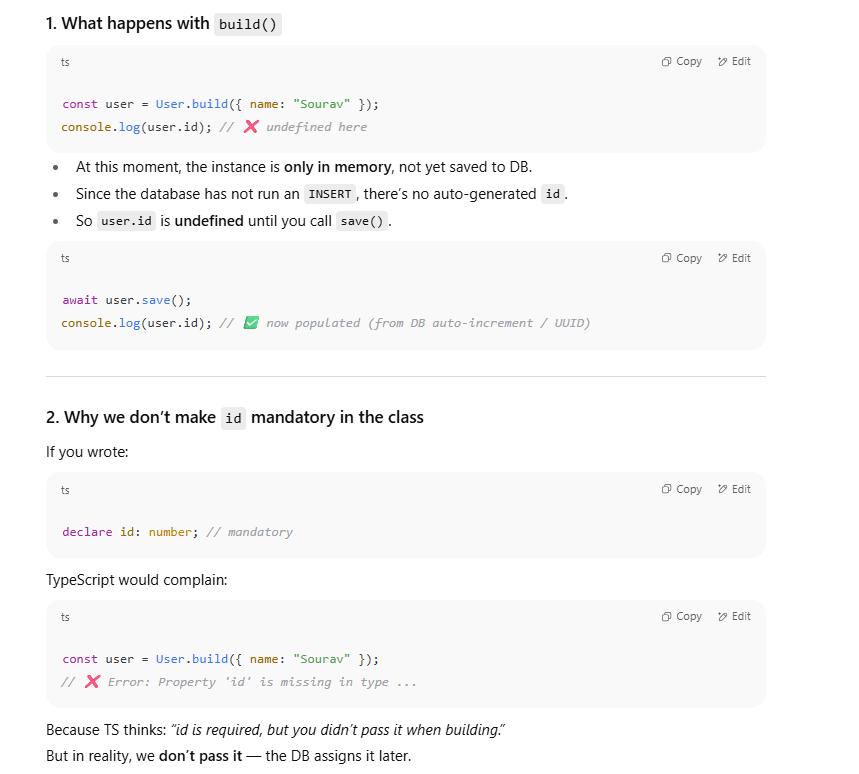 1. What happens with build()
ts
Copy Edit
const user = User.build({ name: "Sourav" });
console.log(user.id); // ❌ undefined here
• At this moment, the instance is only in memory, not yet saved to DB.
• Since the database has not run an INSERT, there’s no auto-generated id.
• So user.id is undefined until you call save().
ts
Copy Edit
await user.save();
console.log(user.id); // ✅ now populated (from DB auto-increment / UUID)
2. Why we don’t make id mandatory in the class
If you wrote:
ts
Copy Edit
declare id: number; // mandatory
TypeScript would complain:
ts
Copy Edit
const user = User.build({ name: "Sourav" });
// ❌ Error: Property 'id' is missing in type ...
Because TS thinks: “id is required, but you didn’t pass it when building.”
But in reality, we don’t pass it — the DB assigns it later.